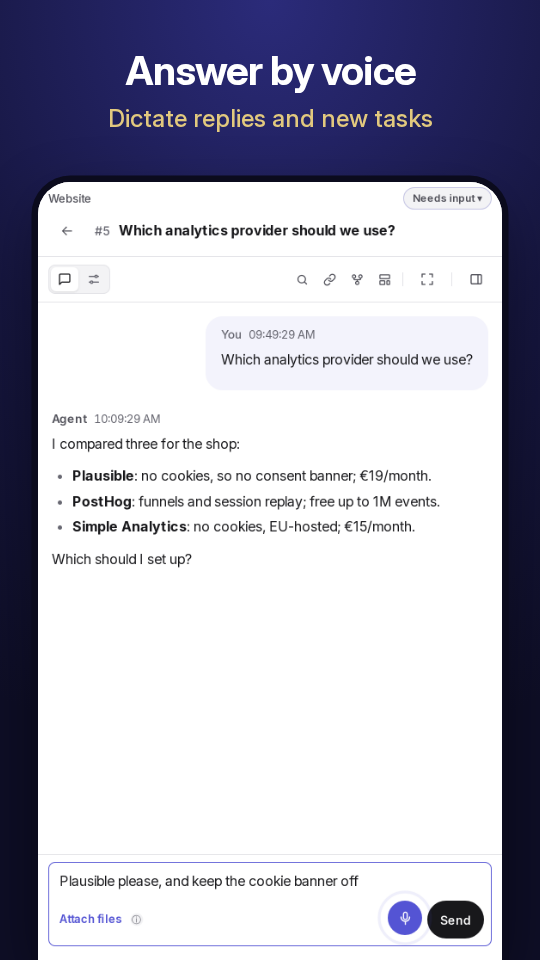 Answer by voice
Dictate replies and new tasks
Website
Needs input ▾
#5 Which analytics provider should we use?
You 09:49:29 AM
Which analytics provider should we use?
Agent 10:09:29 AM
I compared three for the shop:
• Plausible: no cookies, so no consent banner; €19/month.
• PostHog: funnels and session replay; free up to 1M events.
• Simple Analytics: no cookies, EU-hosted; €15/month.
Which should I set up?
Plausible please, and keep the cookie banner off
Attach files
Send